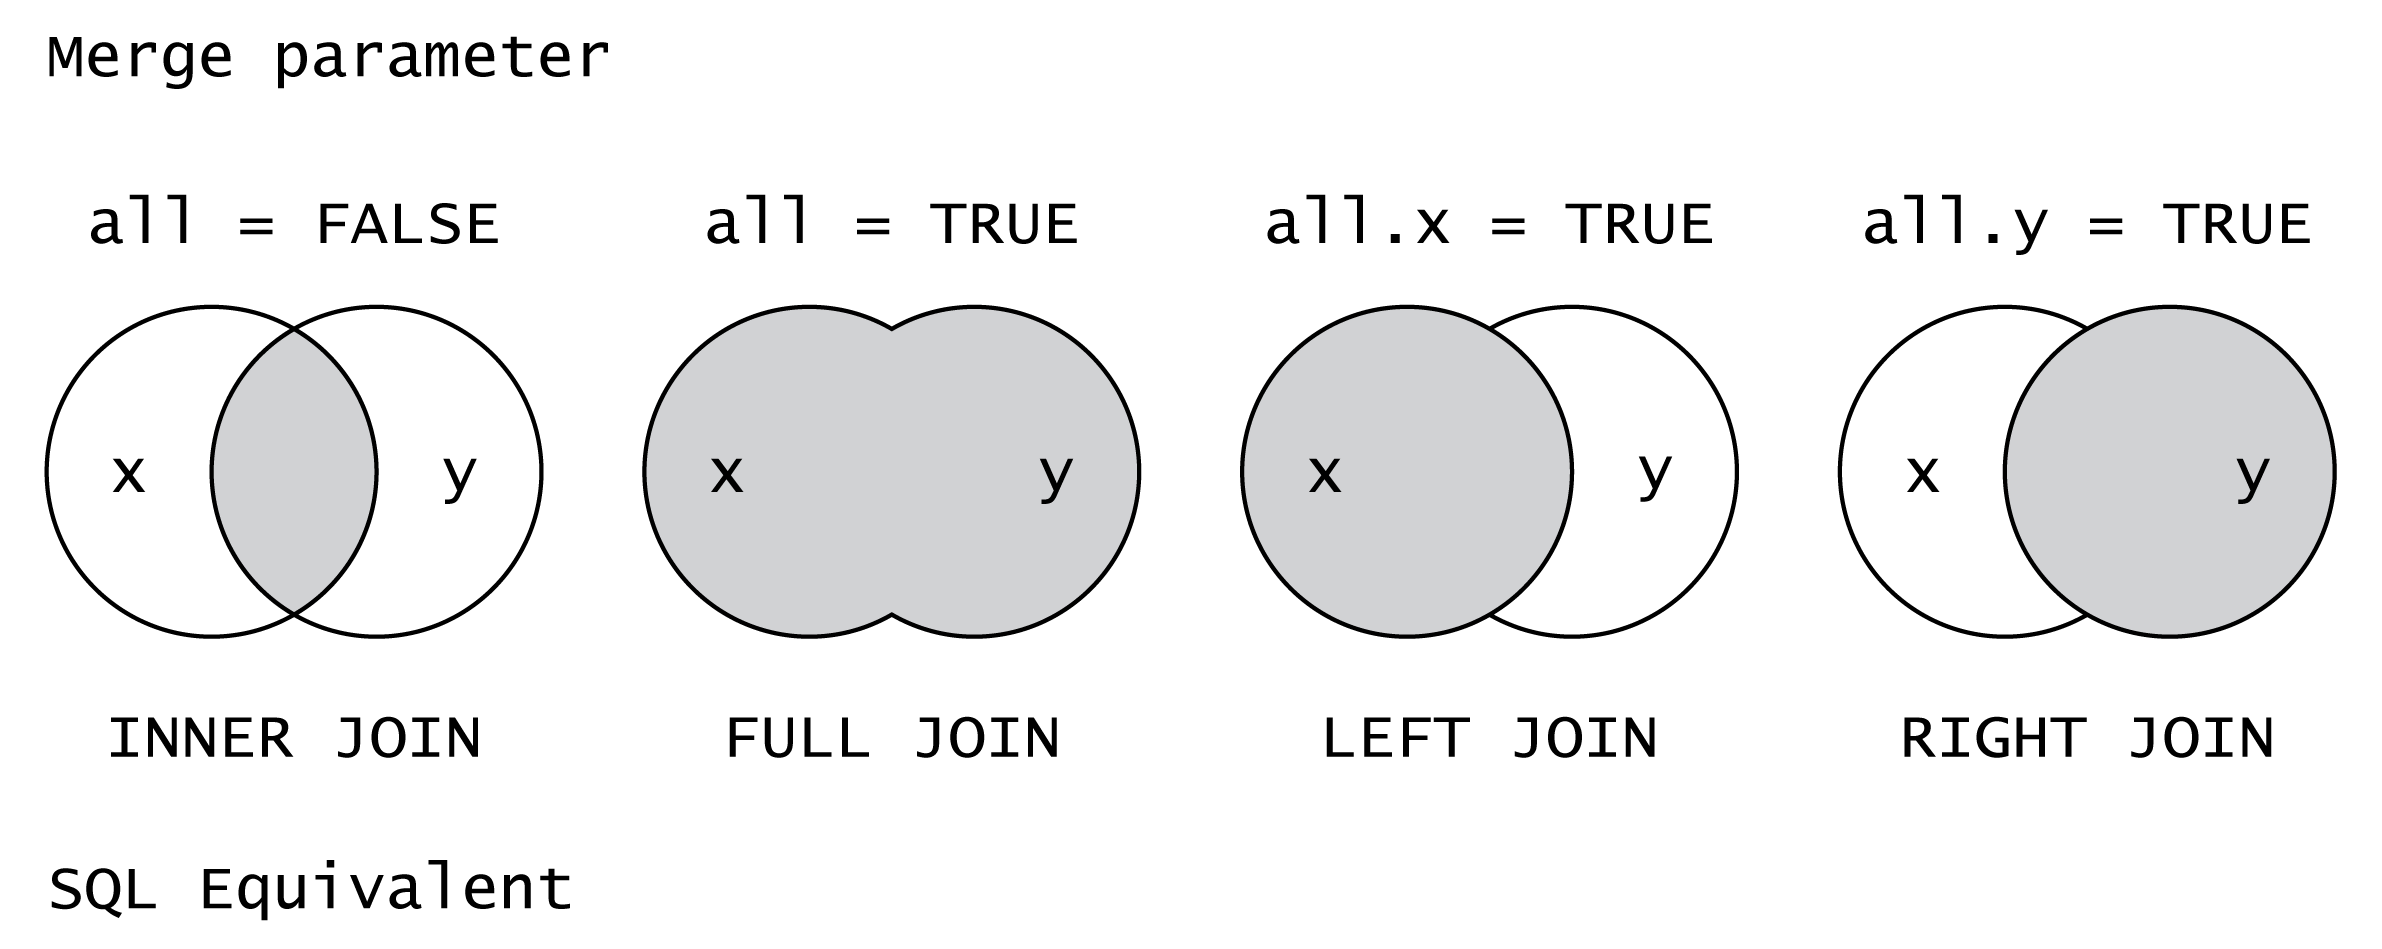 Merge parameter
all = FALSE
all = TRUE
all.x = TRUE
all.y = TRUE
x
y
x
y
x
y
x
y
INNER JOIN
FULL JOIN
LEFT JOIN
RIGHT JOIN
SQL Equivalent